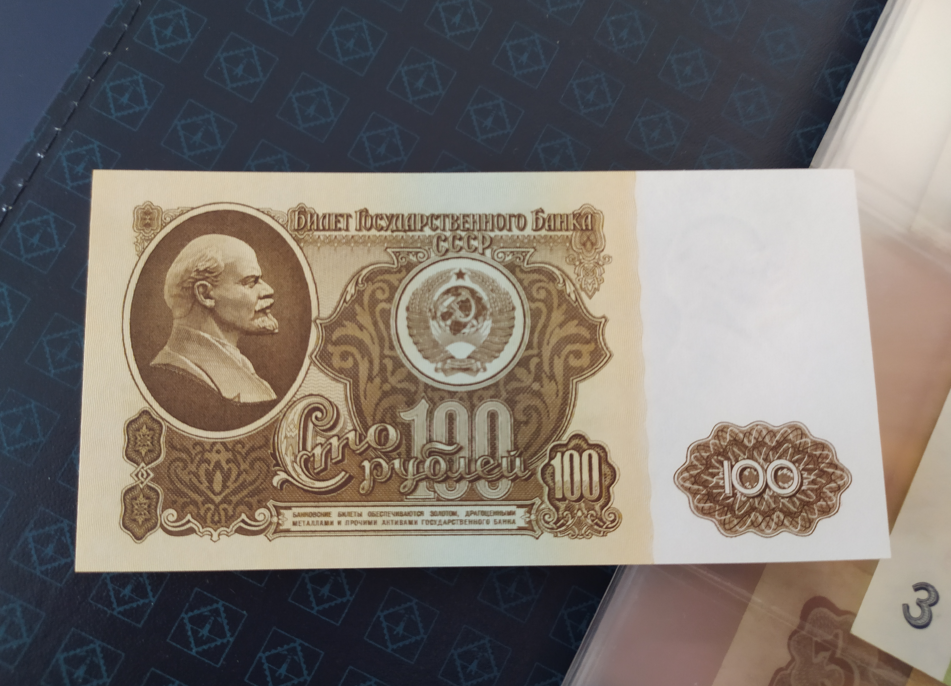 Билет Государственного Банка
СССР
Сто 100
рублей
100
100
БАНКОВСКИЕ БИЛЕТЫ ОБЕСПЕЧИВАЮТСЯ ЗОЛОТОМ, ДРАГОЦЕННЫМИ
МЕТАЛЛАМИ И ПРОЧИМИ АКТИВАМИ ГОСУДАРСТВЕННОГО БАНКА
3